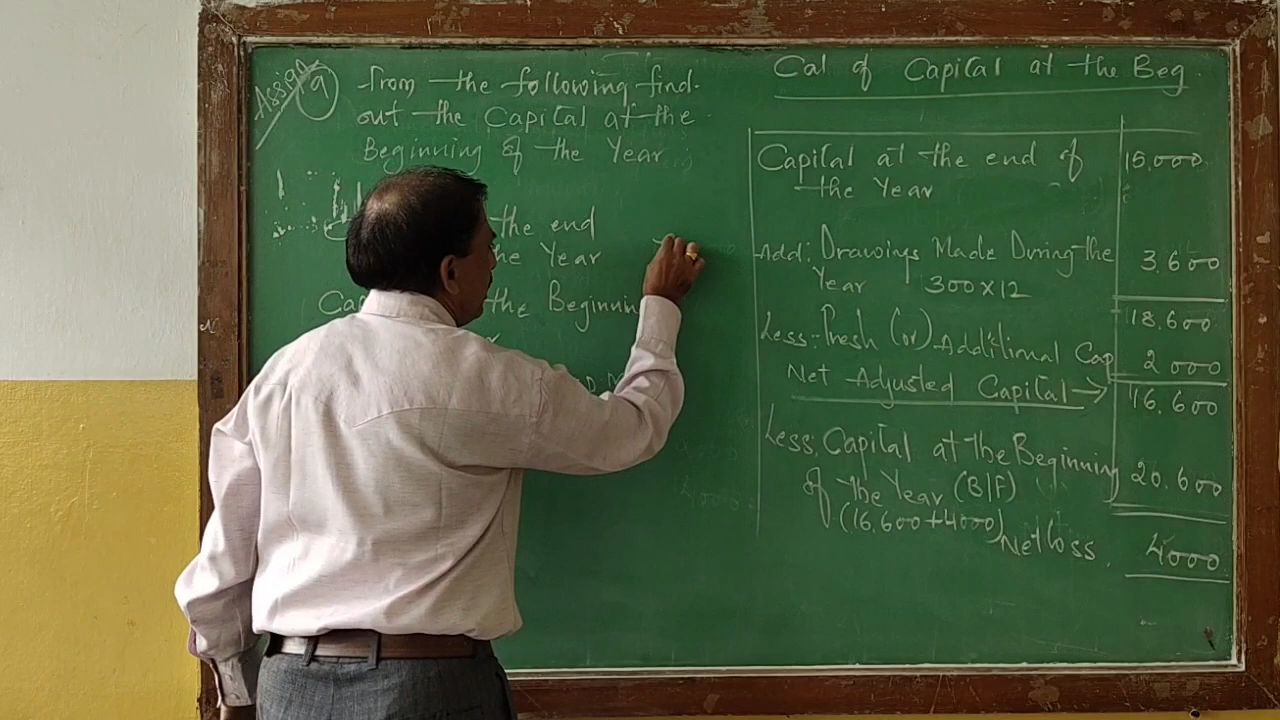 Assign
9
from the following find
out the Capital at the
Beginning of the Year
the end
Year
the Beginning
Cal of Capital at the Beg.
Capital at the end of
the Year
15,000
Add: Drawings Made During the
Year 300x12
3,600
18,600
Less:- Fresh (or) Additional Cap
2000
Net Adjusted Capital →
16,600
Less: Capital at the Beginning
of the Year (B/F)
20,600
(16,600+4000)
Net loss.
4000